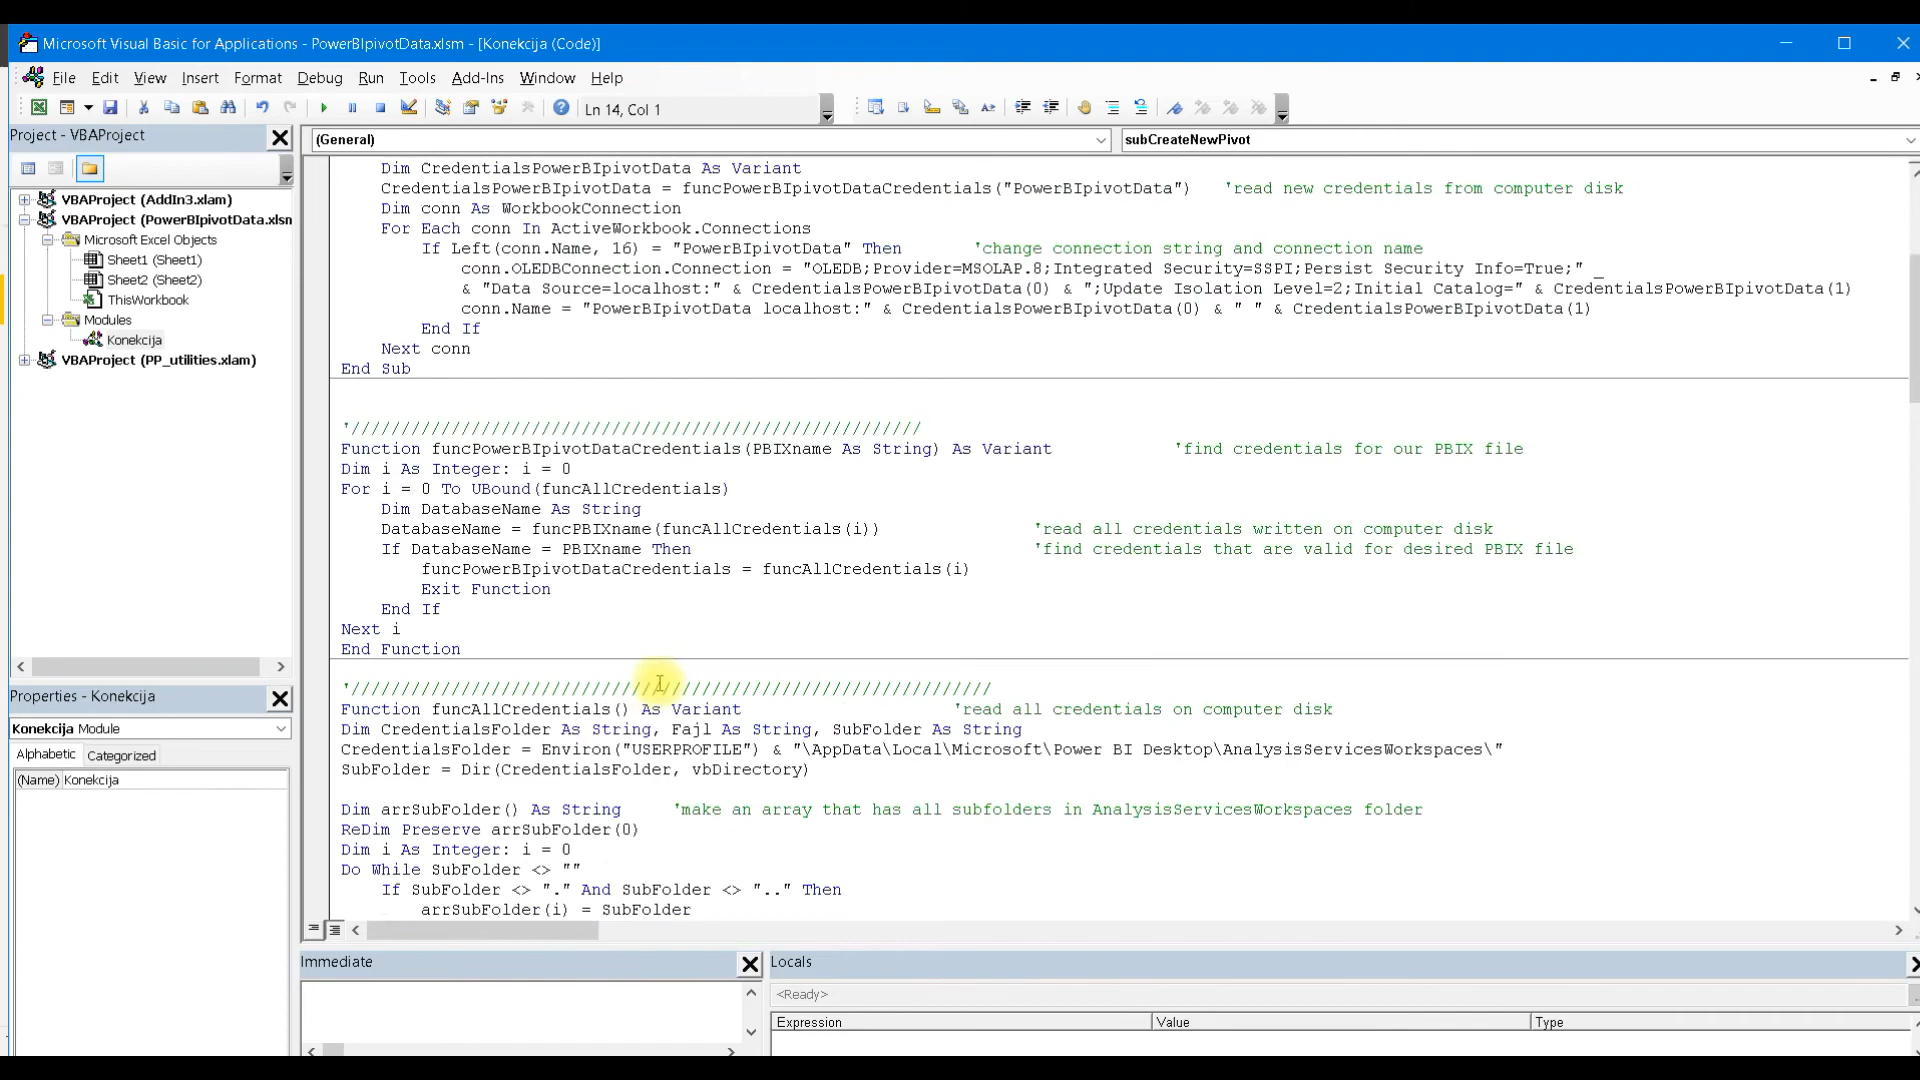 Microsoft Visual Basic for Applications - PowerBIpivotData.xlsm - [Konekcija (Code)]
File Edit View Insert Format Debug Run Tools Add-Ins Window Help
Ln 14, Col 1
Project - VBAProject
(General)
subCreateNewPivot
VBAProject (AddIn3.xlam)
VBAProject (PowerBIpivotData.xlsn
Microsoft Excel Objects
Sheet1 (Sheet1)
Sheet2 (Sheet2)
ThisWorkbook
Modules
Konekcija
VBAProject (PP_utilities.xlam)
Properties - Konekcija
Konekcija Module
Alphabetic Categorized
(Name) Konekcija
Dim CredentialsPowerBIpivotData As Variant
CredentialsPowerBIpivotData = funcPowerBIpivotDataCredentials("PowerBIpivotData") 'read new credentials from computer disk
Dim conn As WorkbookConnection
For Each conn In ActiveWorkbook.Connections
If Left(conn.Name, 16) = "PowerBIpivotData" Then 'change connection string and connection name
conn.OLEDBConnection.Connection = "OLEDB;Provider=MSOLAP.8;Integrated Security=SSPI;Persist Security Info=True;" _
& "Data Source=localhost:" & CredentialsPowerBIpivotData(0) & ";Update Isolation Level=2;Initial Catalog=" & CredentialsPowerBIpivotData(1)
conn.Name = "PowerBIpivotData localhost:" & CredentialsPowerBIpivotData(0) & " " & CredentialsPowerBIpivotData(1)
End If
Next conn
End Sub
'/////////////////////////////////////////////////////////
Function funcPowerBIpivotDataCredentials(PBIXname As String) As Variant 'find credentials for our PBIX file
Dim i As Integer: i = 0
For i = 0 To UBound(funcAllCredentials)
Dim DatabaseName As String
DatabaseName = funcPBIXname(funcAllCredentials(i)) 'read all credentials written on computer disk
If DatabaseName = PBIXname Then 'find credentials that are valid for desired PBIX file
funcPowerBIpivotDataCredentials = funcAllCredentials(i)
Exit Function
End If
Next i
End Function
'////////////////////////////////////////////////////////////////
Function funcAllCredentials() As Variant 'read all credentials on computer disk
Dim CredentialsFolder As String, Fajl As String, SubFolder As String
CredentialsFolder = Environ("USERPROFILE") & "\AppData\Local\Microsoft\Power BI Desktop\AnalysisServicesWorkspaces\"
SubFolder = Dir(CredentialsFolder, vbDirectory)
Dim arrSubFolder() As String 'make an array that has all subfolders in AnalysisServicesWorkspaces folder
ReDim Preserve arrSubFolder(0)
Dim i As Integer: i = 0
Do While SubFolder <> ""
If SubFolder <> "." And SubFolder <> ".." Then
arrSubFolder(i) = SubFolder
Immediate
Locals
<Ready>
Expression Value Type